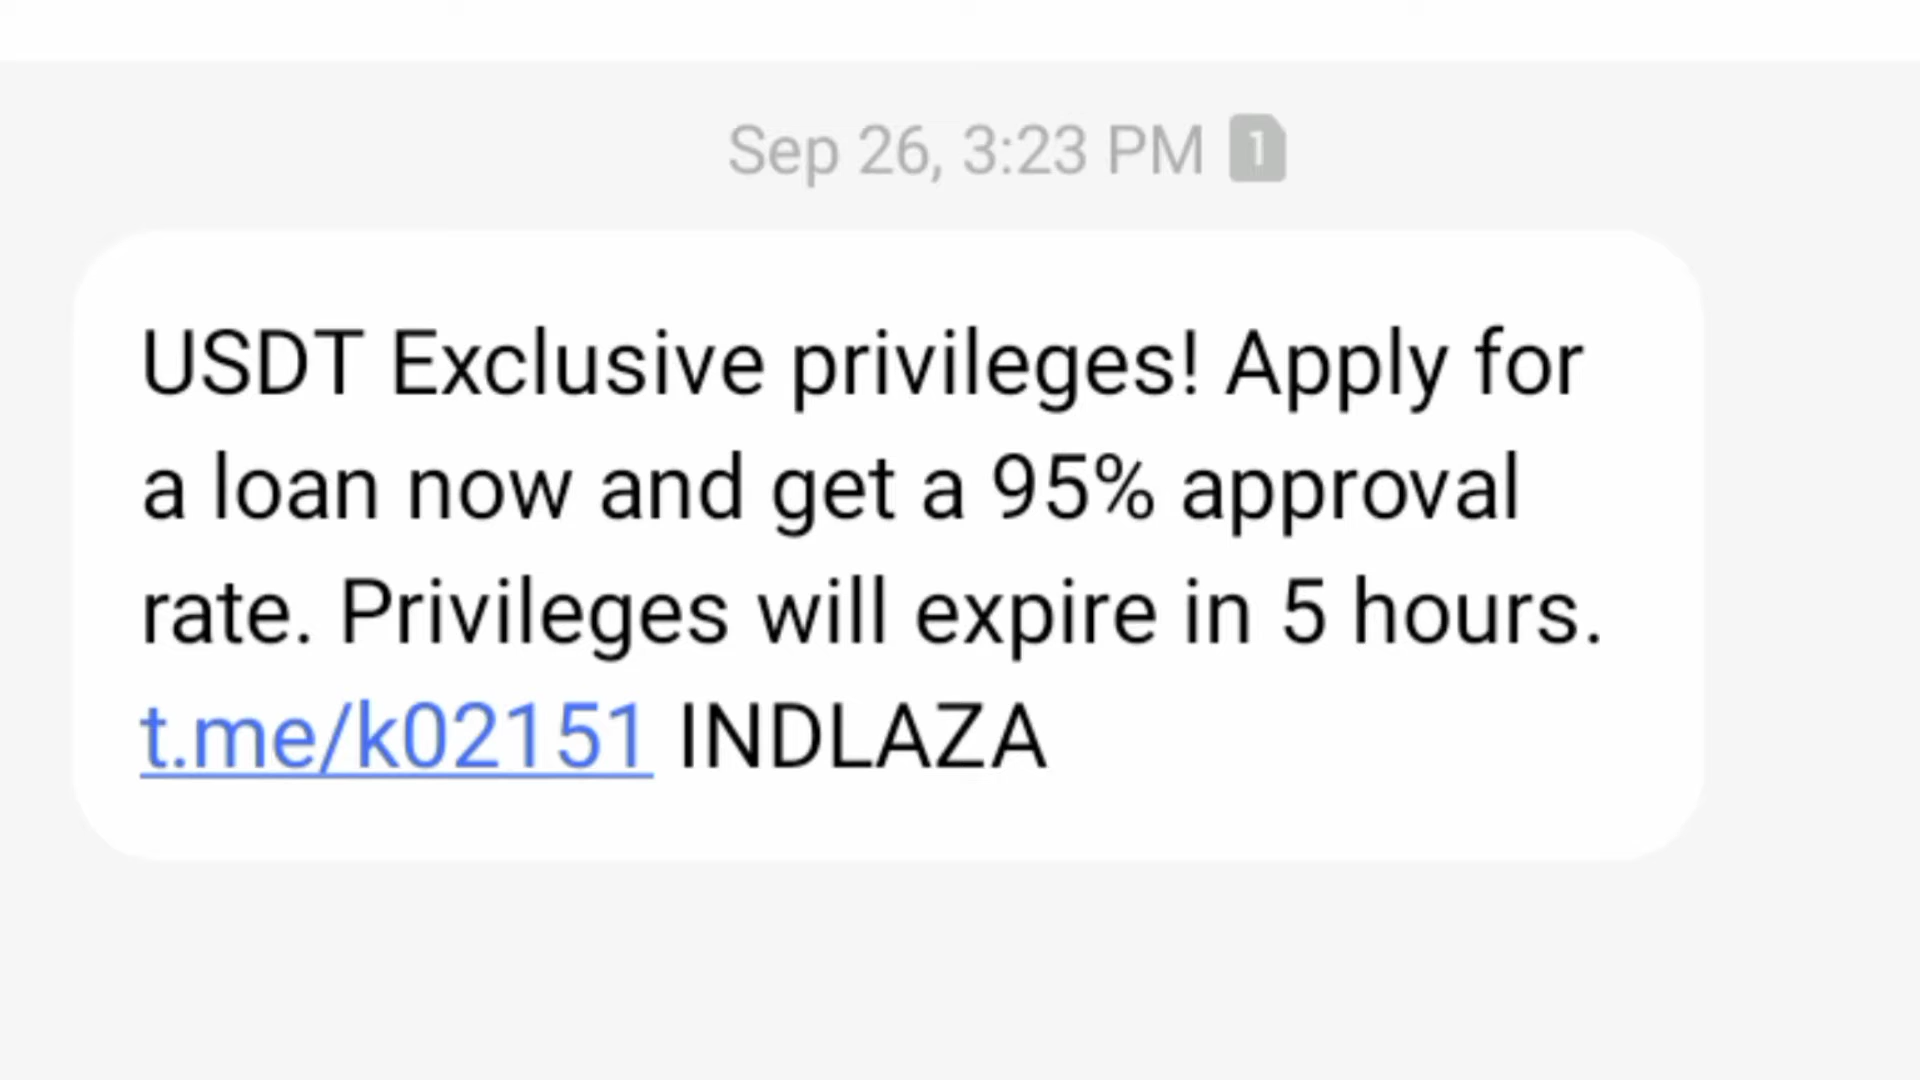 Sep 26, 3:23 PM 1
USDT Exclusive privileges! Apply for
a loan now and get a 95% approval
rate. Privileges will expire in 5 hours.
t.me/k02151 INDLAZA